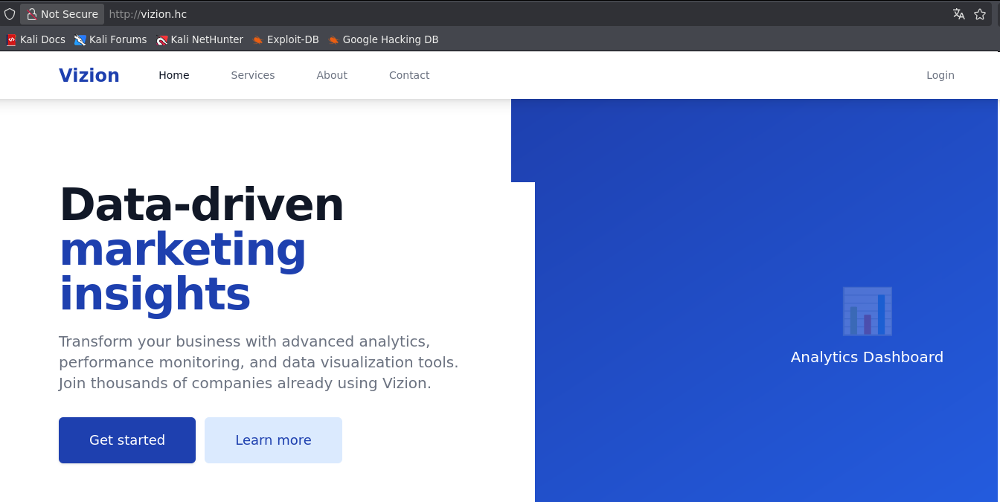 Not Secure http://vizion.hc
Kali Docs Kali Forums Kali NetHunter Exploit-DB Google Hacking DB
Vizion Home Services About Contact Login
Data-driven
marketing
insights
Transform your business with advanced analytics,
performance monitoring, and data visualization tools.
Join thousands of companies already using Vizion.
Analytics Dashboard
Get started Learn more